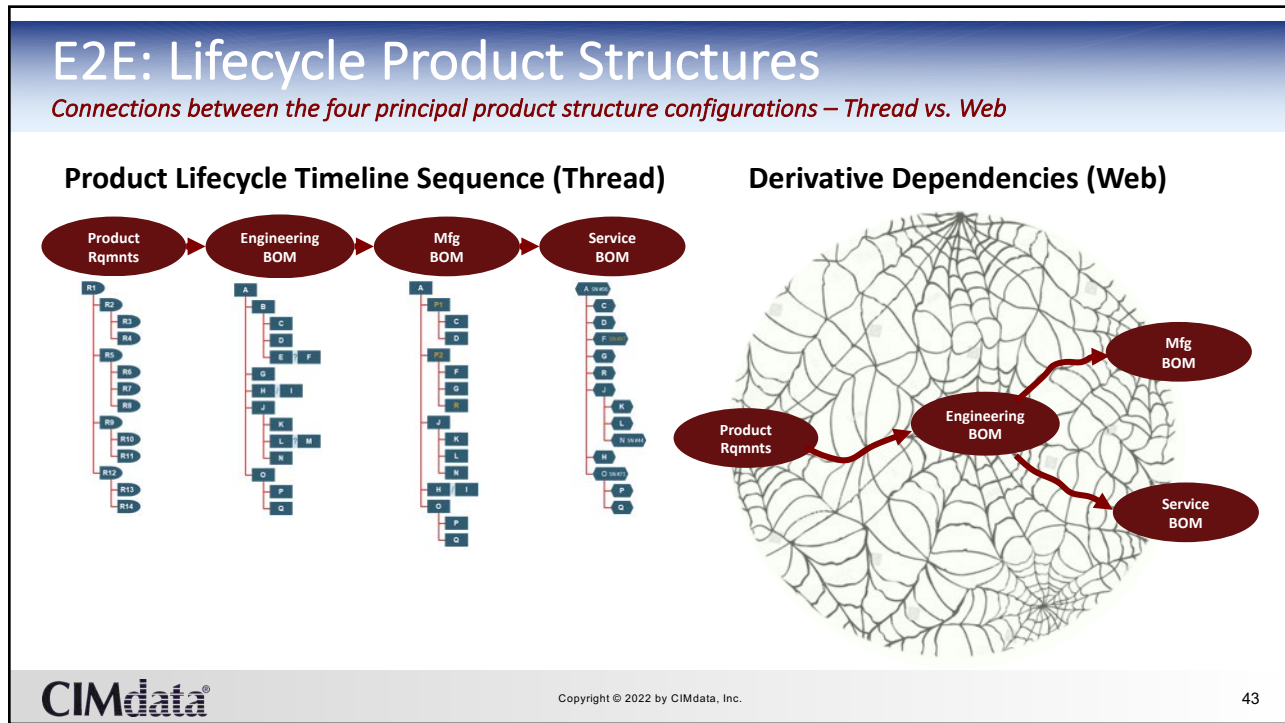 E2E: Lifecycle Product Structures
Connections between the four principal product structure configurations – Thread vs. Web
Product Lifecycle Timeline Sequence (Thread)
Product
Rqmnts
Engineering
BOM
Mfg
BOM
Service
BOM
R1
R2
R3
R4
R5
R6
R7
R8
R9
R10
R11
R12
R13
R14
A
B
C
D
E ? F
G
H / I
J
K
L ? M
N
O
P
Q
A
P1
C
D
P2
F
G
R
J
K
L
N
H / I
O
P
Q
A
C
D
F
G
R
J
K
L
N SN#44
H
O
P
Q
Derivative Dependencies (Web)
Product
Rqmnts
Engineering
BOM
Mfg
BOM
Service
BOM
CIMdata®
Copyright © 2022 by CIMdata, Inc.
43